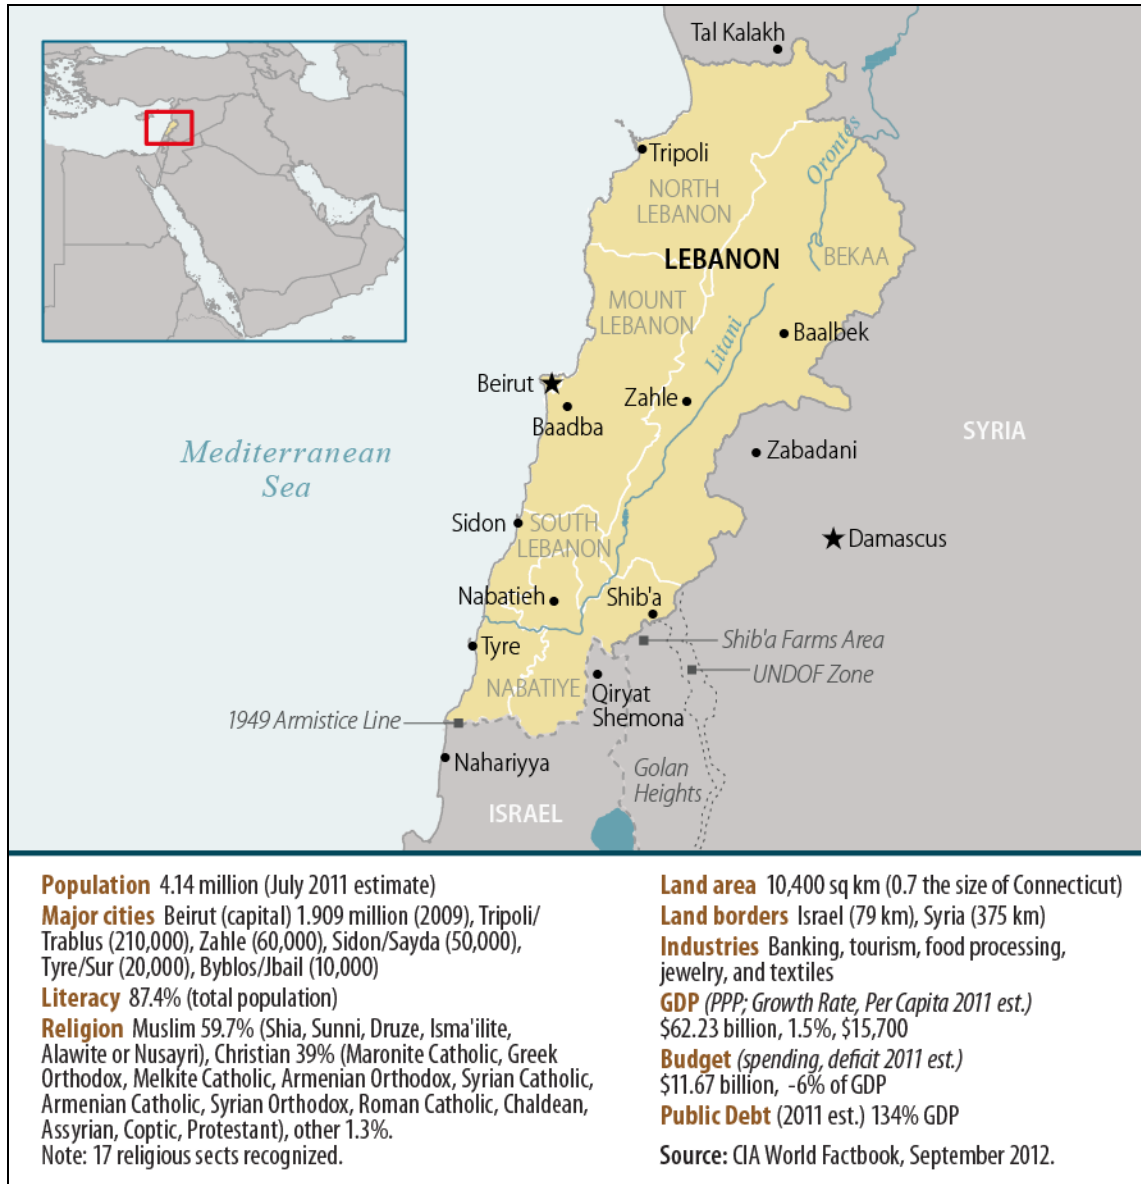 Tal Kalakh
Tripoli
Orontes
NORTH
LEBANON
LEBANON
BEKAA
MOUNT
LEBANON
Litani
Baalbek
Beirut
Zahle
Baadba
SYRIA
Mediterranean
Sea
Zabadani
Sidon
SOUTH
LEBANON
Damascus
Nabatieh
Shib'a
Tyre
Shib'a Farms Area
UNDOF Zone
NABATIYE
Qiryat
Shemona
1949 Armistice Line
Nahariyya
Golan
Heights
ISRAEL
Population 4.14 million (July 2011 estimate)
Major cities Beirut (capital) 1.909 million (2009), Tripoli/
Trablus (210,000), Zahle (60,000), Sidon/Sayda (50,000),
Tyre/Sur (20,000), Byblos/Jbail (10,000)
Literacy 87.4% (total population)
Religion Muslim 59.7% (Shia, Sunni, Druze, Isma'ilite,
Alawite or Nusayri), Christian 39% (Maronite Catholic, Greek
Orthodox, Melkite Catholic, Armenian Orthodox, Syrian Catholic,
Armenian Catholic, Syrian Orthodox, Roman Catholic, Chaldean,
Assyrian, Coptic, Protestant), other 1.3%.
Note: 17 religious sects recognized.
Land area 10,400 sq km (0.7 the size of Connecticut)
Land borders Israel (79 km), Syria (375 km)
Industries Banking, tourism, food processing,
jewelry, and textiles
GDP (PPP; Growth Rate, Per Capita 2011 est.)
$62.23 billion, 1.5%, $15,700
Budget (spending, deficit 2011 est.)
$11.67 billion, -6% of GDP
Public Debt (2011 est.) 134% GDP
Source: CIA World Factbook, September 2012.